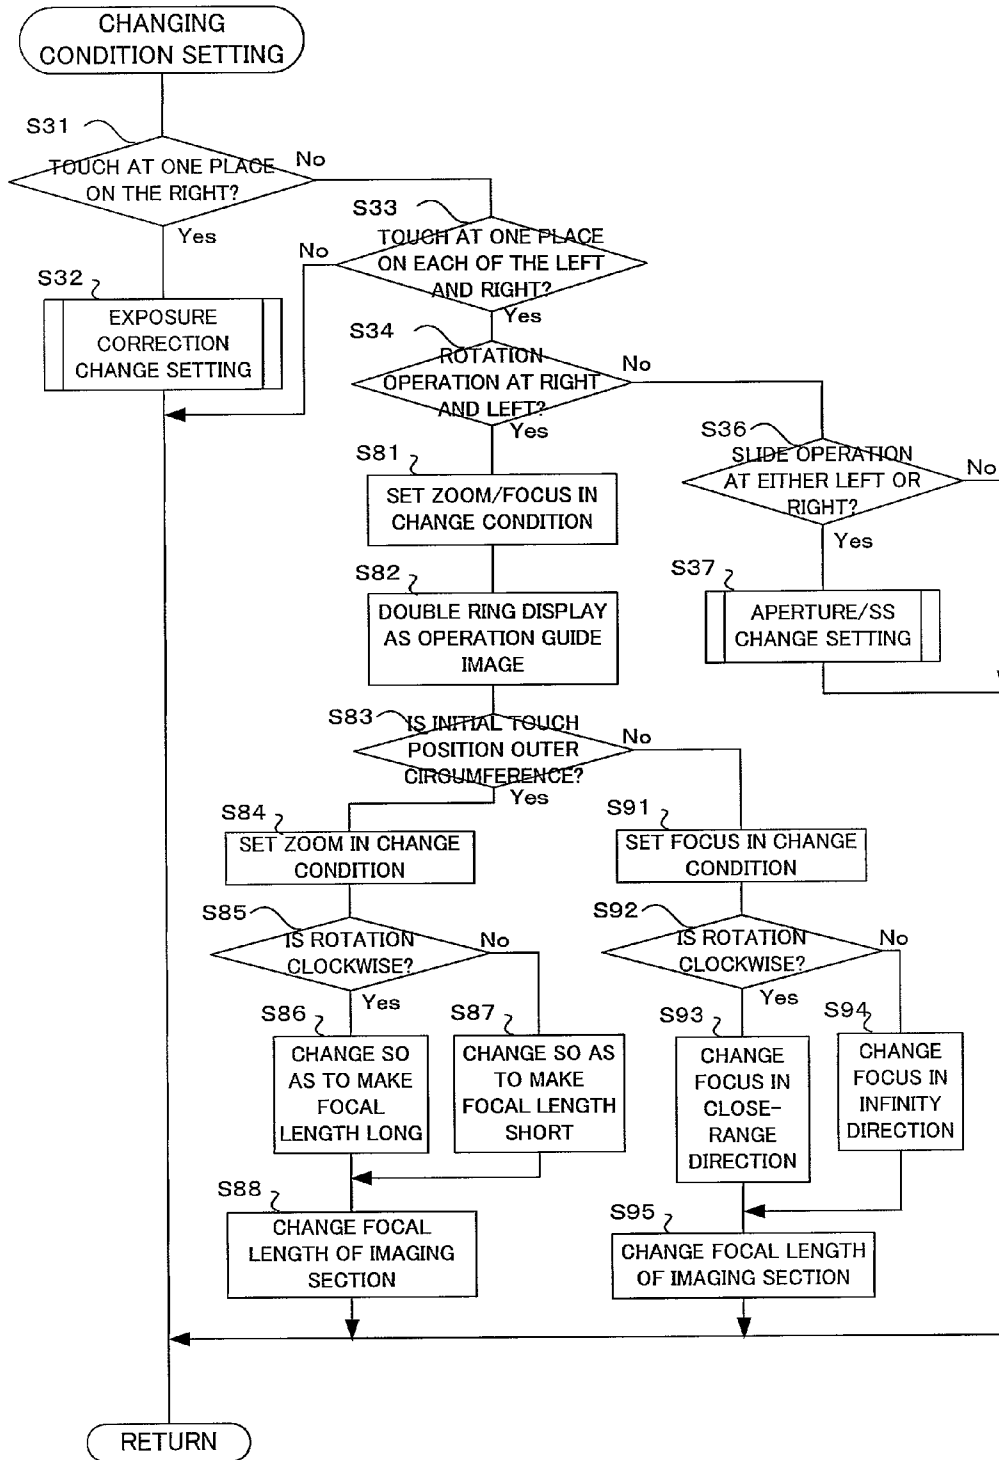 CHANGING
CONDITION SETTING
S31
TOUCH AT ONE PLACE
ON THE RIGHT?
No
Yes
S33
TOUCH AT ONE PLACE
ON EACH OF THE LEFT
AND RIGHT?
No
Yes
S32
EXPOSURE
CORRECTION
CHANGE SETTING
S34
ROTATION
OPERATION AT RIGHT
AND LEFT?
No
Yes
S36
SLIDE OPERATION
AT EITHER LEFT OR
RIGHT?
No
Yes
S81
SET ZOOM/FOCUS IN
CHANGE CONDITION
S37
APERTURE/SS
CHANGE SETTING
S82
DOUBLE RING DISPLAY
AS OPERATION GUIDE
IMAGE
S83
IS INITIAL TOUCH
POSITION OUTER
CIRCUMFERENCE?
No
Yes
S84
SET ZOOM IN CHANGE
CONDITION
S91
SET FOCUS IN CHANGE
CONDITION
S85
IS ROTATION
CLOCKWISE?
No
Yes
S92
IS ROTATION
CLOCKWISE?
No
Yes
S86
CHANGE SO
AS TO MAKE
FOCAL
LENGTH LONG
S87
CHANGE SO AS
TO MAKE
FOCAL LENGTH
SHORT
S93
CHANGE
FOCUS IN
CLOSE-
RANGE
DIRECTION
S94
CHANGE
FOCUS IN
INFINITY
DIRECTION
S88
CHANGE FOCAL
LENGTH OF IMAGING
SECTION
S95
CHANGE FOCAL LENGTH
OF IMAGING SECTION
RETURN